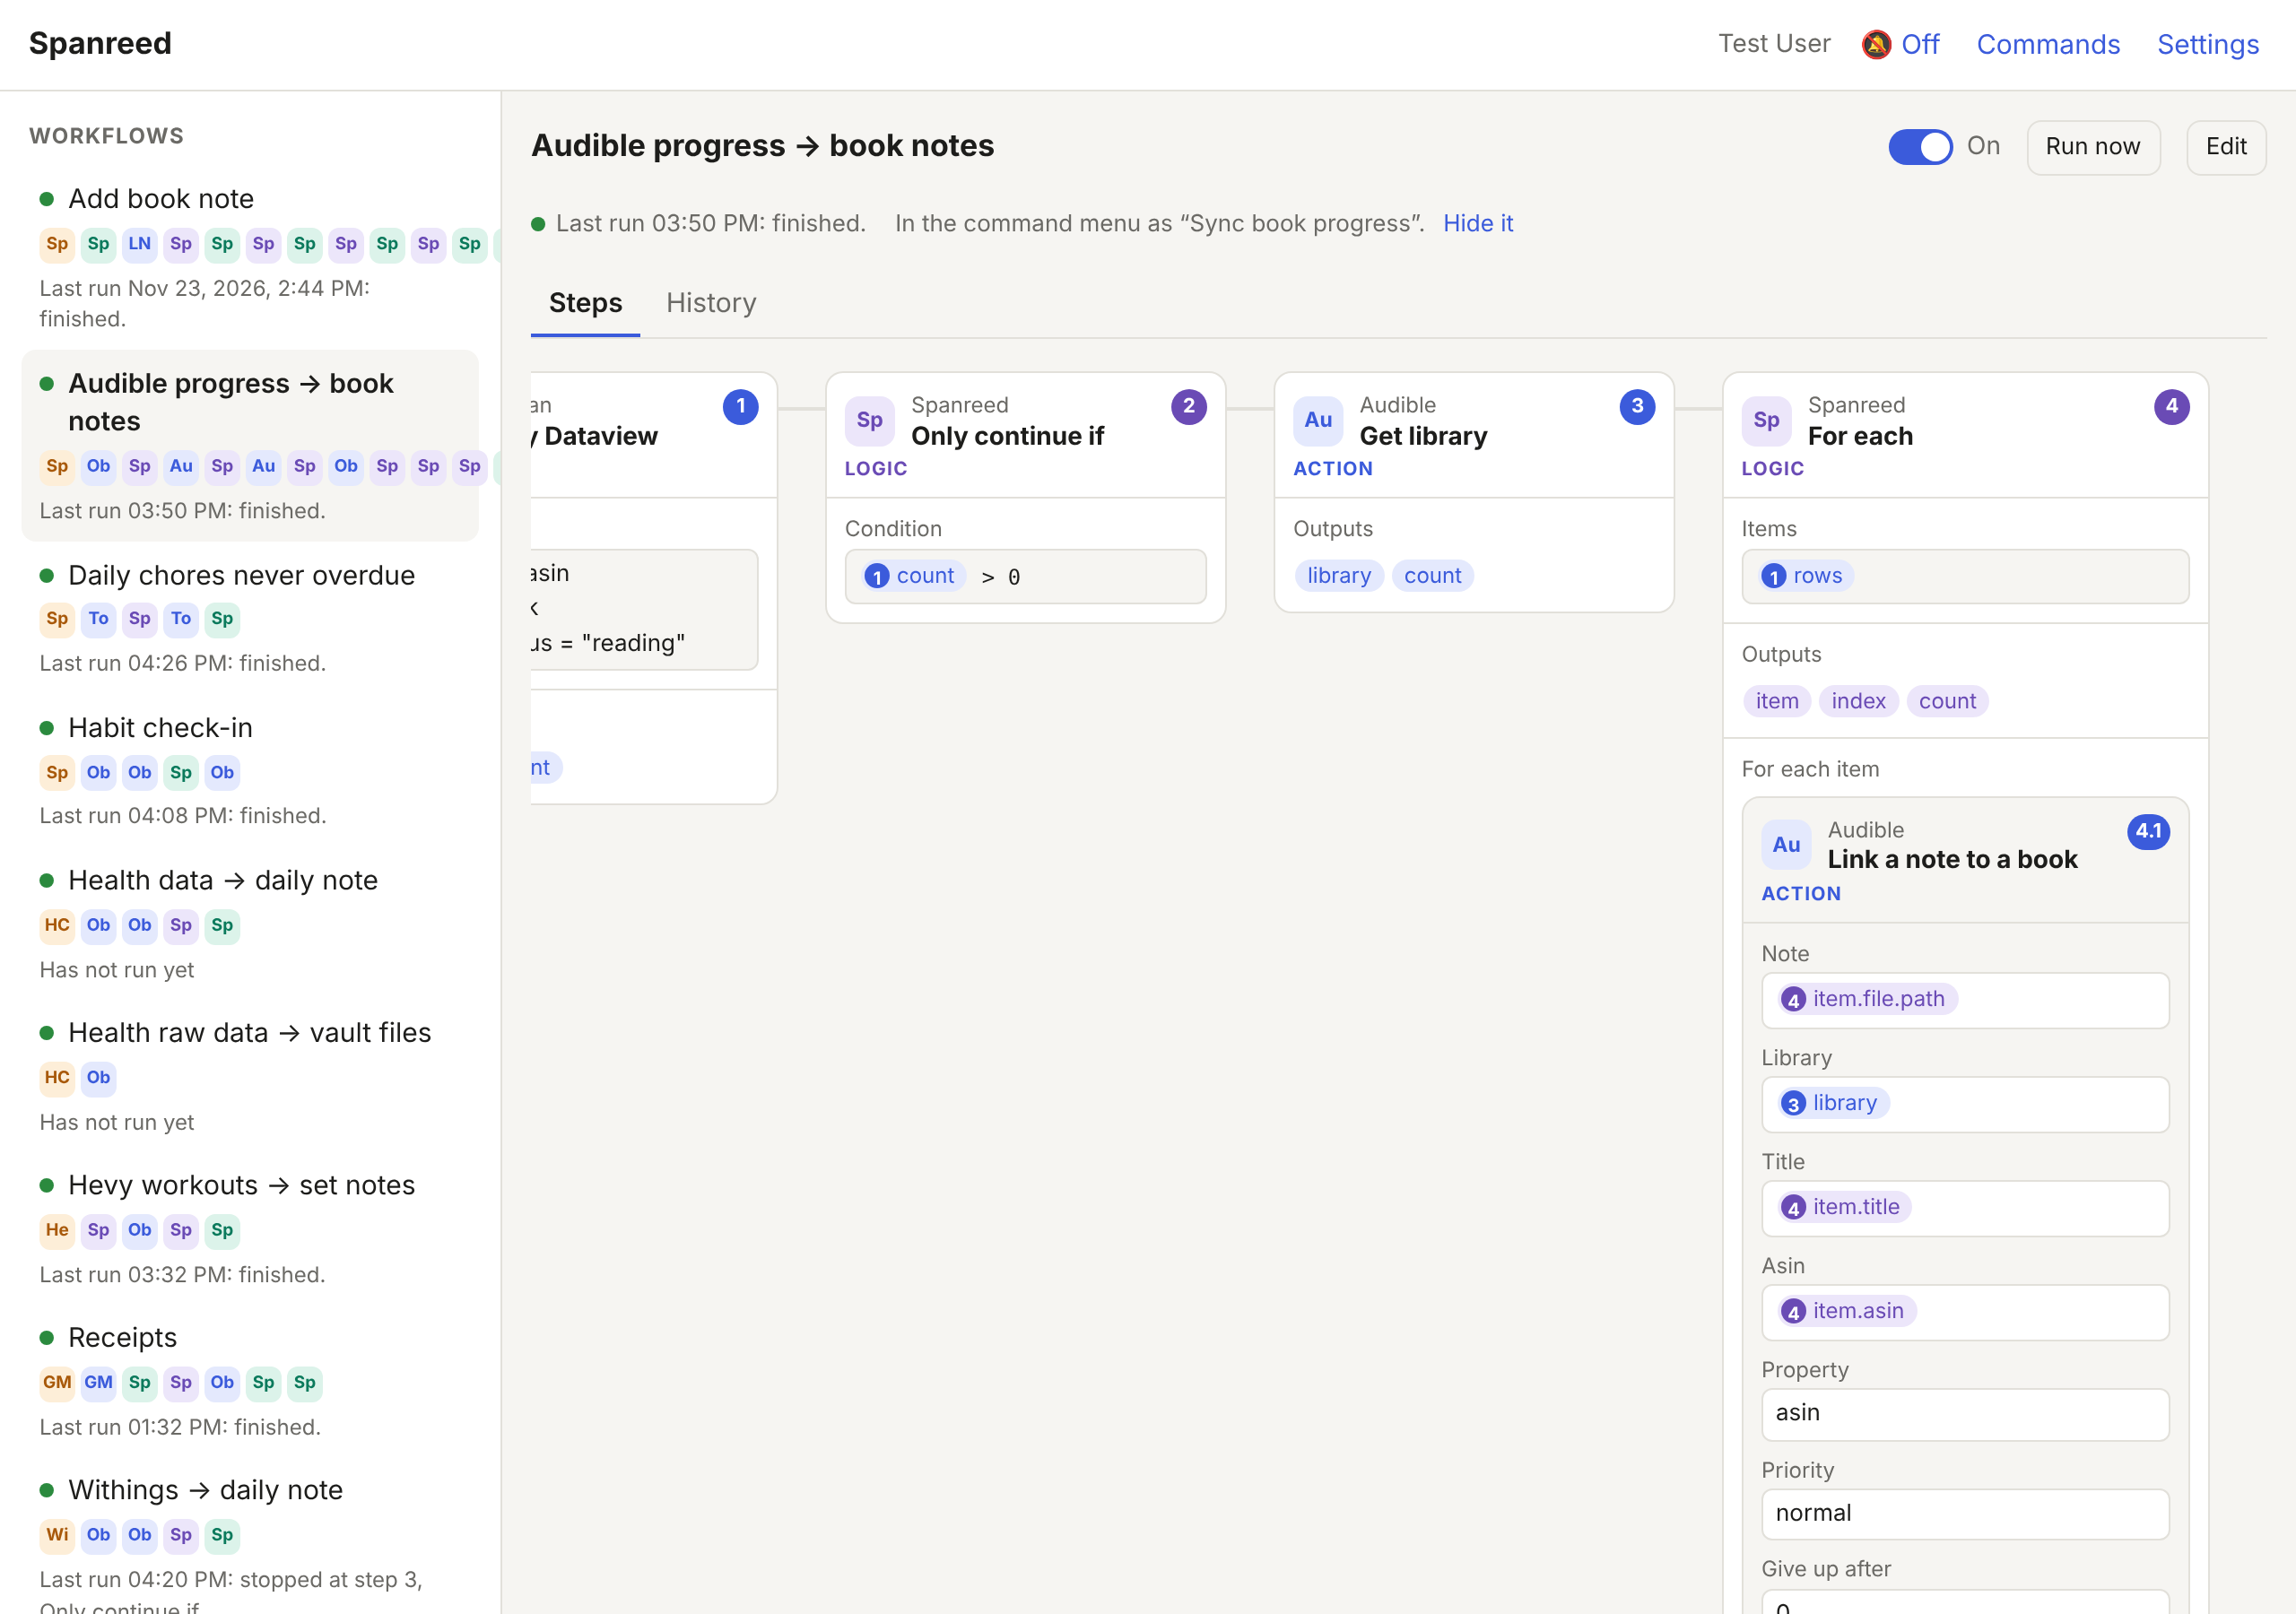 Spanreed
Test User
🔕 Off
Commands
Settings
WORKFLOWS
Add book note
Sp Sp LN Sp Sp Sp Sp Sp Sp Sp Sp
Last run Nov 23, 2026, 2:44 PM:
finished.
Audible progress → book
notes
Sp Ob Sp Au Sp Au Sp Ob Sp Sp Sp
Last run 03:50 PM: finished.
Daily chores never overdue
Sp To Sp To Sp
Last run 04:26 PM: finished.
Habit check-in
Sp Ob Ob Sp Ob
Last run 04:08 PM: finished.
Health data → daily note
HC Ob Ob Sp Sp
Has not run yet
Health raw data → vault files
HC Ob
Has not run yet
Hevy workouts → set notes
He Sp Ob Sp Sp
Last run 03:32 PM: finished.
Receipts
GM GM Sp Sp Ob Sp Sp
Last run 01:32 PM: finished.
Withings → daily note
Wi Ob Ob Sp Sp
Last run 04:20 PM: stopped at step 3,
Only continue if
Audible progress → book notes
On
Run now
Edit
Last run 03:50 PM: finished.
In the command menu as “Sync book progress”. Hide it
Steps
History
an
1
y Dataview
asin
k
us = "reading"
nt
Sp
Spanreed
2
Only continue if
LOGIC
Condition
1 count > 0
Au
Audible
3
Get library
ACTION
Outputs
library count
Sp
Spanreed
4
For each
LOGIC
Items
1 rows
Outputs
item index count
For each item
Au
Audible
4.1
Link a note to a book
ACTION
Note
4 item.file.path
Library
3 library
Title
4 item.title
Asin
4 item.asin
Property
asin
Priority
normal
Give up after
0